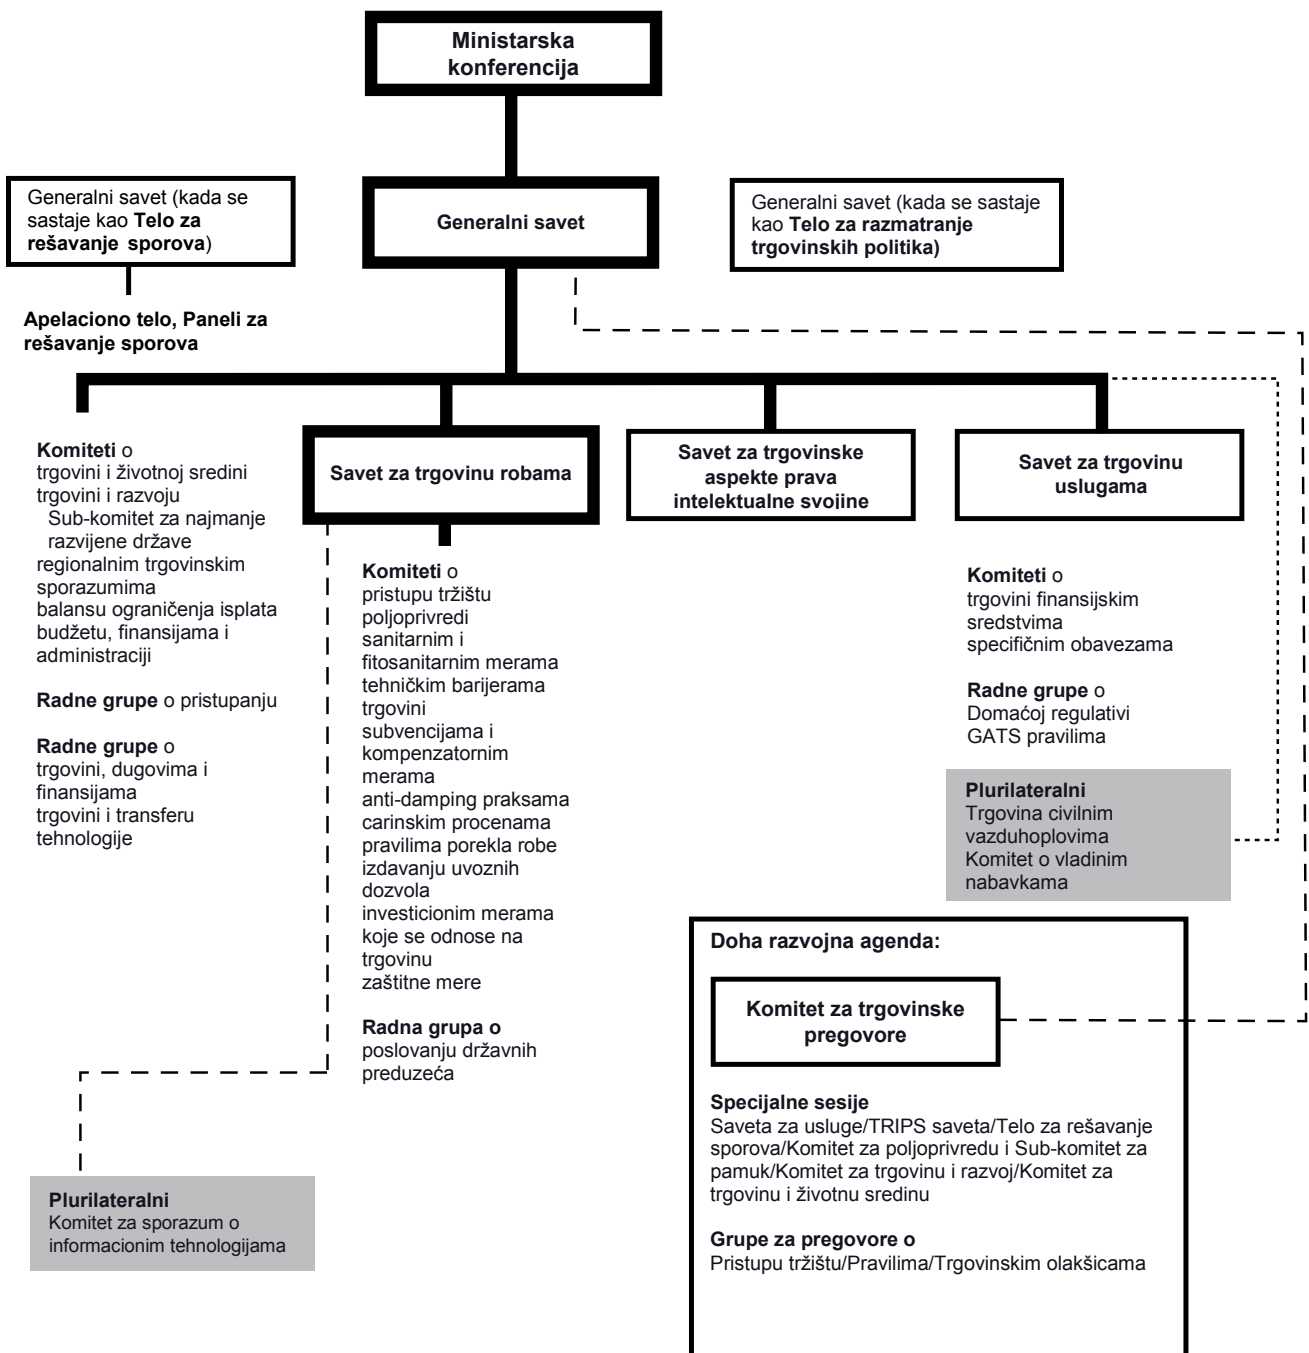 Ministarska
konferencija
Generalni savet (kada se
sastaje kao Telo za
rešavanje sporova)
Generalni savet
Generalni savet (kada se sastaje
kao Telo za razmatranje
trgovinskih politika)
Apelaciono telo, Paneli za
rešavanje sporova
Komiteti o
trgovini i životnoj sredini
trgovini i razvoju
Sub-komitet za najmanje
razvijene države
regionalnim trgovinskim
sporazumima
balansu ograničenja isplata
budžetu, finansijama i
administraciji
Radne grupe o pristupanju
Radne grupe o
trgovini, dugovima i
finansijama
trgovini i transferu
tehnologije
Savet za trgovinu robama
Komiteti o
pristupu tržištu
poljoprivredi
sanitarnim i
fitosanitarnim merama
tehničkim barijerama
trgovini
subvencijama i
kompenzatornim
merama
anti-damping praksama
carinskim procenama
pravilima porekla robe
izdavanju uvoznih
dozvola
investicionim merama
koje se odnose na
trgovinu
zaštitne mere
Radna grupa o
poslovanju državnih
preduzeća
Savet za trgovinske
aspekte prava
intelektualne svojine
Savet za trgovinu
uslugama
Komiteti o
trgovini finansijskim
sredstvima
specifičnim obavezama
Radne grupe o
Domaćoj regulativi
GATS pravilima
Plurilateralni
Trgovina civilnim
vazduhoplovima
Komitet o vladinim
nabavkama
Plurilateralni
Komitet za sporazum o
informacionim tehnologijama
Doha razvojna agenda:
Komitet za trgovinske
pregovore
Specijalne sesije
Saveta za usluge/TRIPS saveta/Telo za rešavanje
sporova/Komitet za poljoprivredu i Sub-komitet za
pamuk/Komitet za trgovinu i razvoj/Komitet za
trgovinu i životnu sredinu
Grupe za pregovore o
Pristupu tržištu/Pravilima/Trgovinskim olakšicama